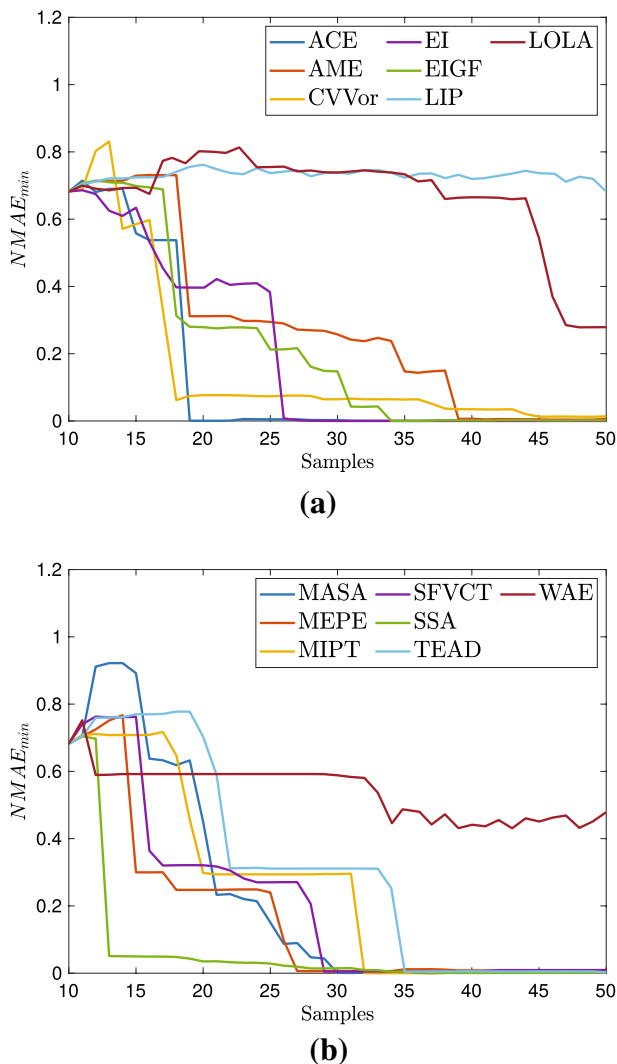 1.2
1
0.8
0.6
0.4
0.2
0
NMAE_min
ACE EI LOLA
AME EIGF
CVVor LIP
10 15 20 25 30 35 40 45 50
Samples
(a)
1.2
1
0.8
0.6
0.4
0.2
0
NMAE_min
MASA SFVCT WAE
MEPE SSA
MIPT TEAD
10 15 20 25 30 35 40 45 50
Samples
(b)